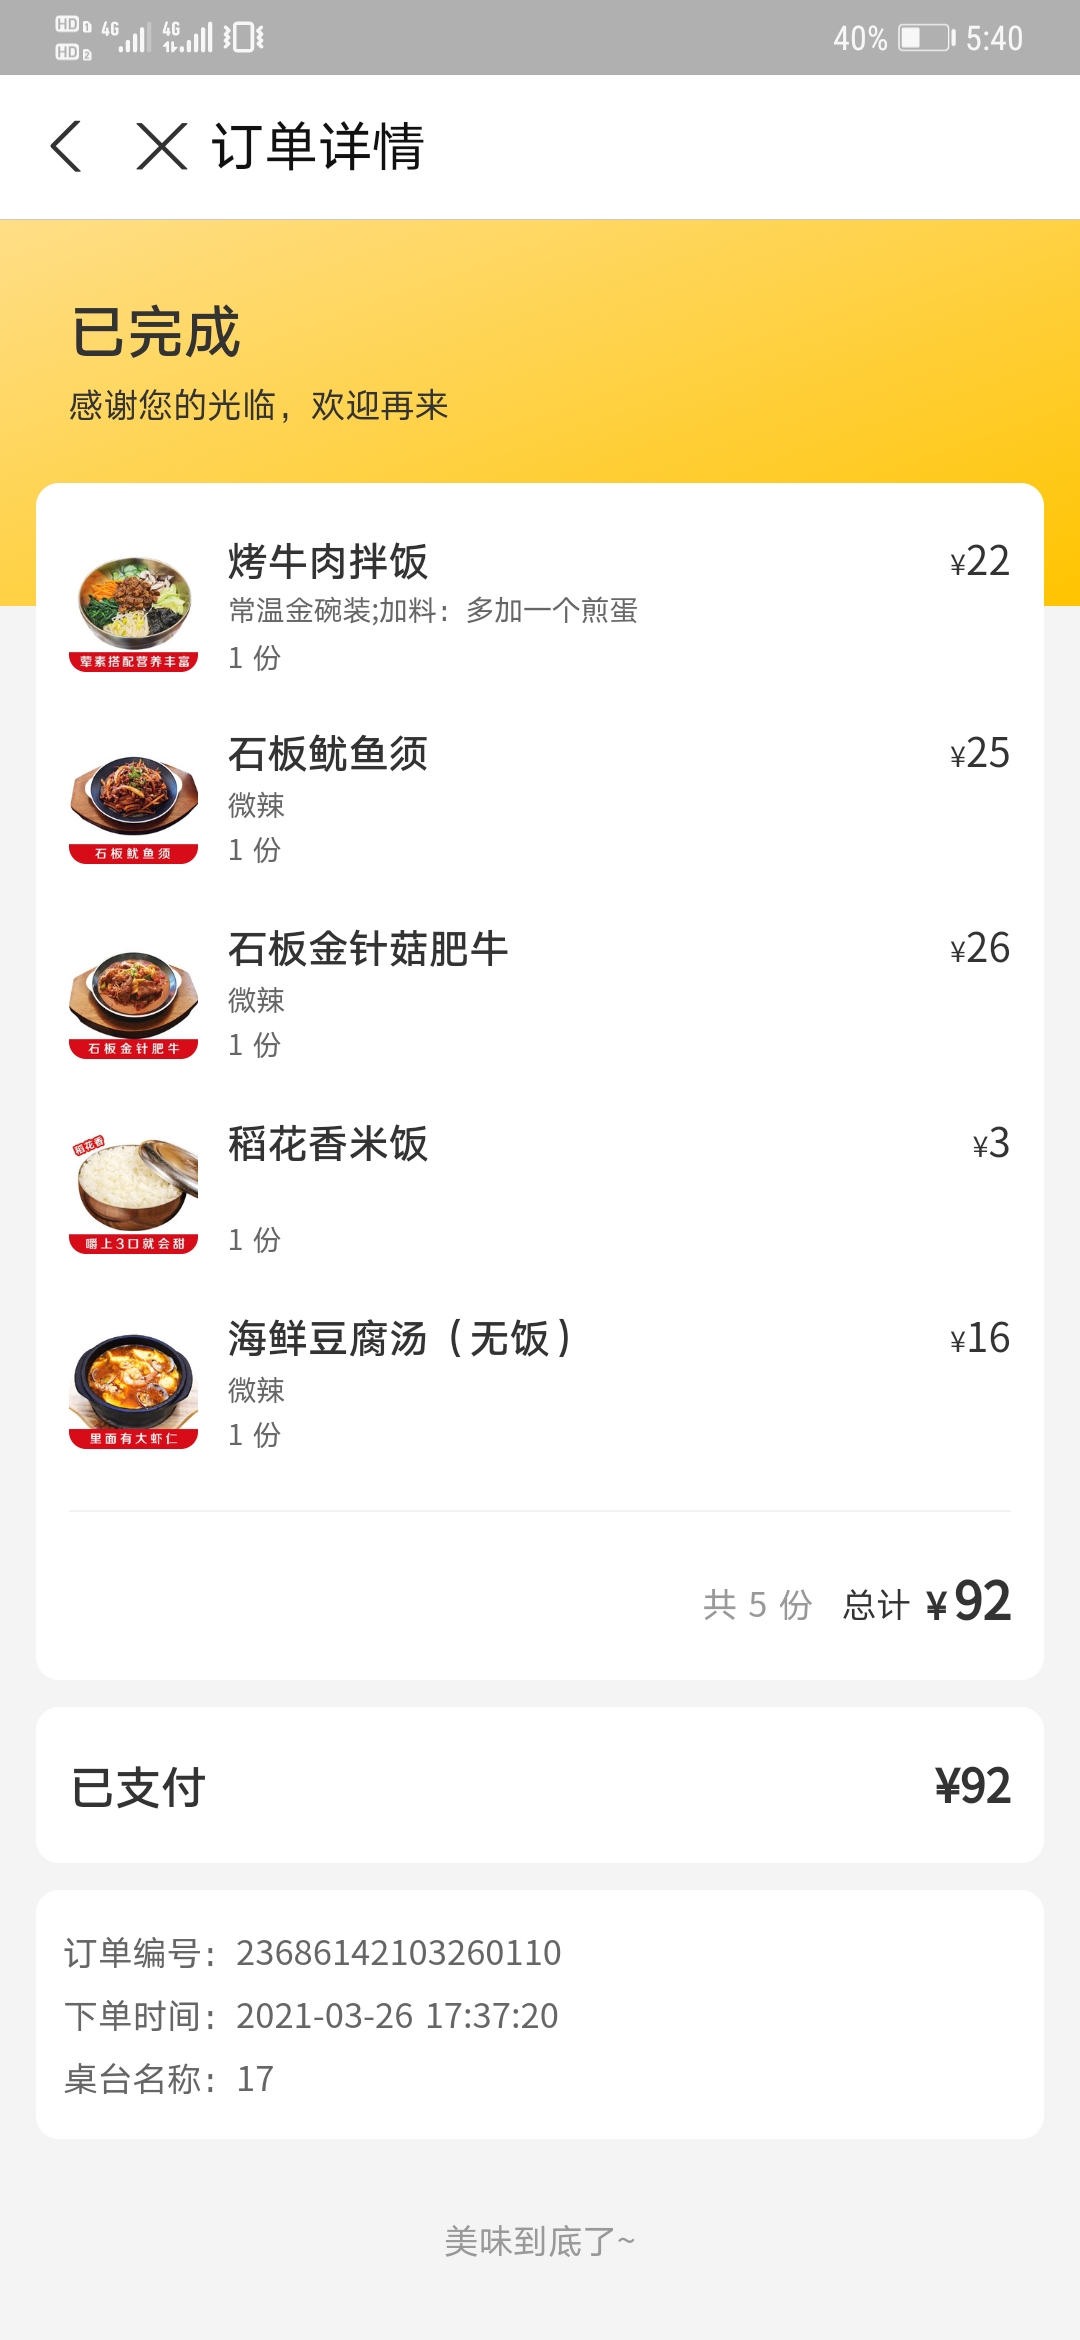 HD 1 4G 4G 40% 5:40
HD 2
订单详情
已完成
感谢您的光临，欢迎再来
烤牛肉拌饭 ¥22
常温金碗装;加料：多加一个煎蛋
1 份
荤素搭配营养丰富
石板鱿鱼须 ¥25
微辣
1 份
石板鱿鱼须
石板金针菇肥牛 ¥26
微辣
1 份
石板金针肥牛
稻花香米饭 ¥3
稻花香
1 份
嚼上3口就会甜
海鲜豆腐汤（无饭） ¥16
微辣
1 份
里面有大虾仁
共 5 份 总计 ¥92
已支付 ¥92
订单编号：23686142103260110
下单时间：2021-03-26 17:37:20
桌台名称：17
美味到底了~